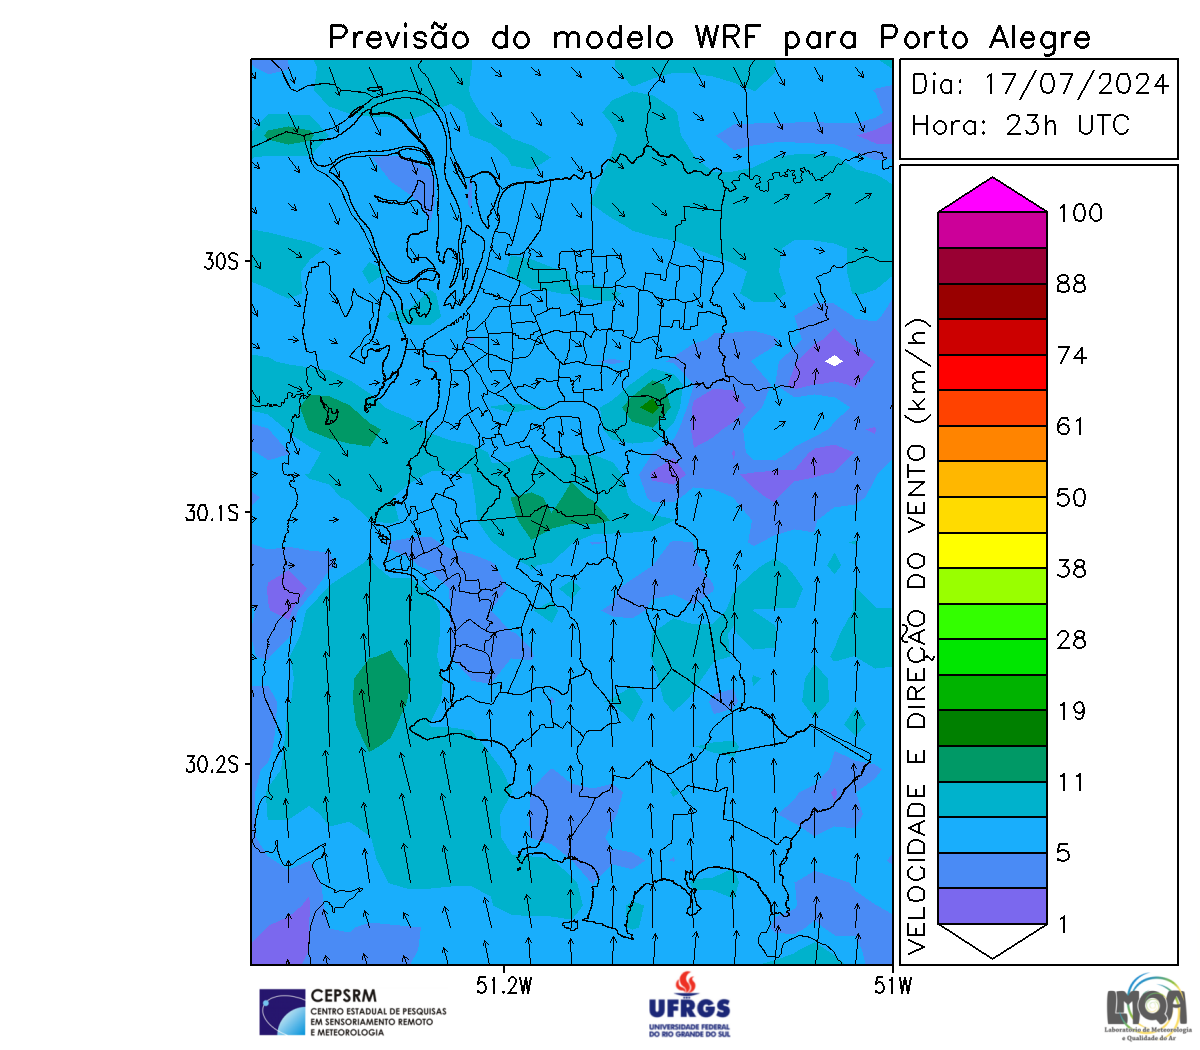 Previsão do modelo WRF para Porto Alegre
Dia: 17/07/2024
Hora: 23h UTC
100
88
74
61
50
38
28
19
11
5
1
VELOCIDADE E DIREÇÃO DO VENTO (km/h)
30S
30.1S
30.2S
51.2W
51W
CEPSRM
CENTRO ESTADUAL DE PESQUISAS
EM SENSORIAMENTO REMOTO
E METEOROLOGIA
UFRGS
UNIVERSIDADE FEDERAL
DO RIO GRANDE DO SUL
LMQA
Laboratório de Meteorologia
e Qualidade do Ar